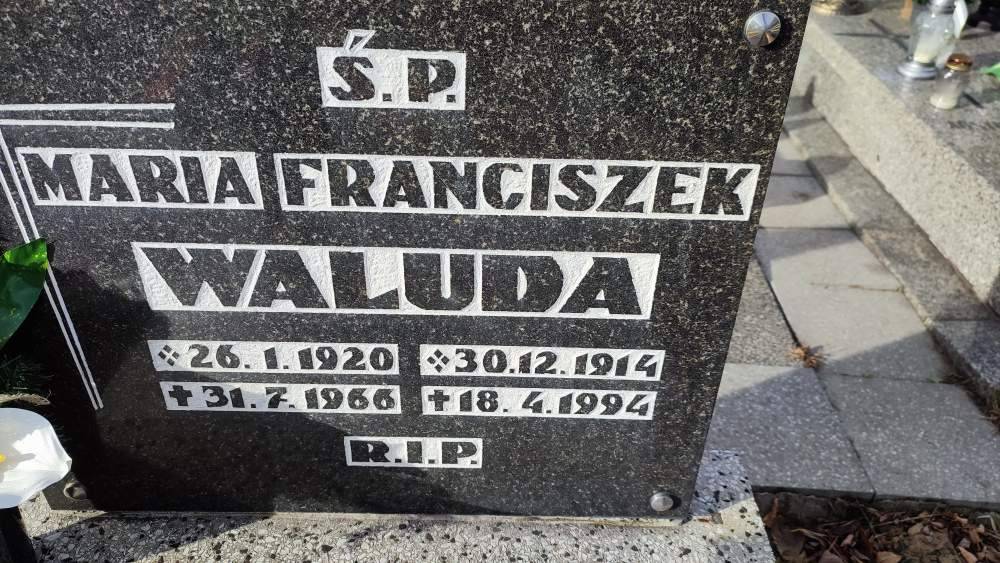 Ś.P.
MARIA FRANCISZEK
WALUDA
❖26.1.1920 ❖30.12.1914
✝31.7.1966 ✝18.4.1994
R.I.P.